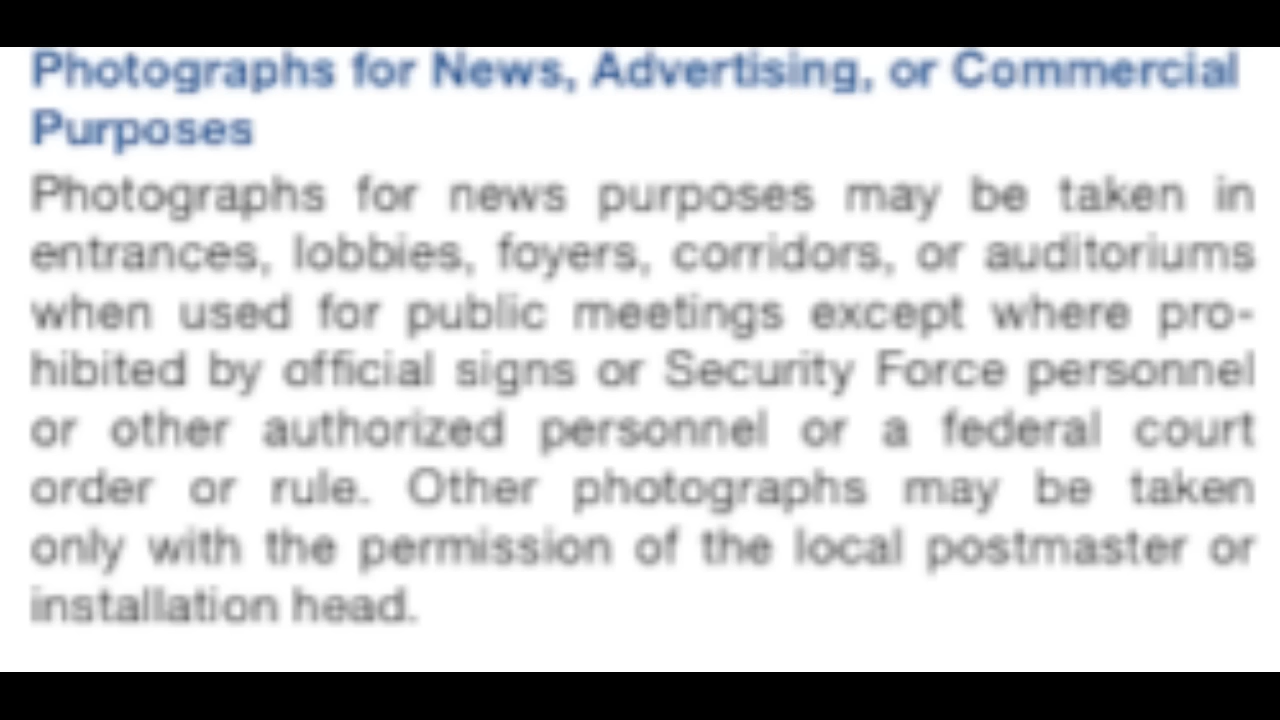 Photographs for News, Advertising, or Commercial
Purposes
Photographs for news purposes may be taken in
entrances, lobbies, foyers, corridors, or auditoriums
when used for public meetings except where pro-
hibited by official signs or Security Force personnel
or other authorized personnel or a federal court
order or rule. Other photographs may be taken
only with the permission of the local postmaster or
installation head.